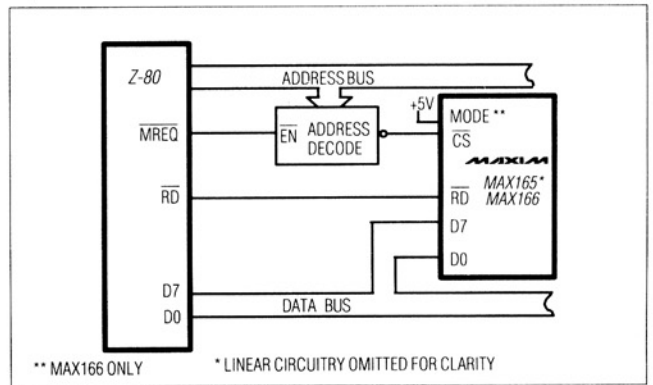 Z-80
ADDRESS BUS
+5V
MODE **
MREQ
EN ADDRESS
DECODE
CS
MAXIM
MAX165*
MAX166
RD
RD
D7
D0
D7
D0
DATA BUS
** MAX166 ONLY
* LINEAR CIRCUITRY OMITTED FOR CLARITY